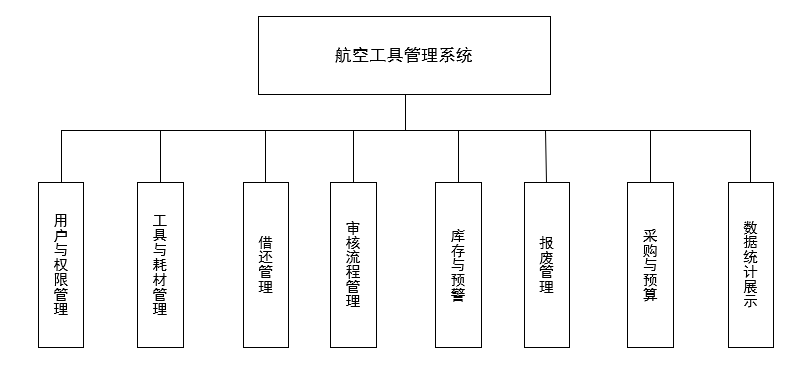 航空工具管理系统
用户与权限管理
工具与耗材管理
借还管理
审核流程管理
库存与预警
报废管理
采购与预算
数据统计展示